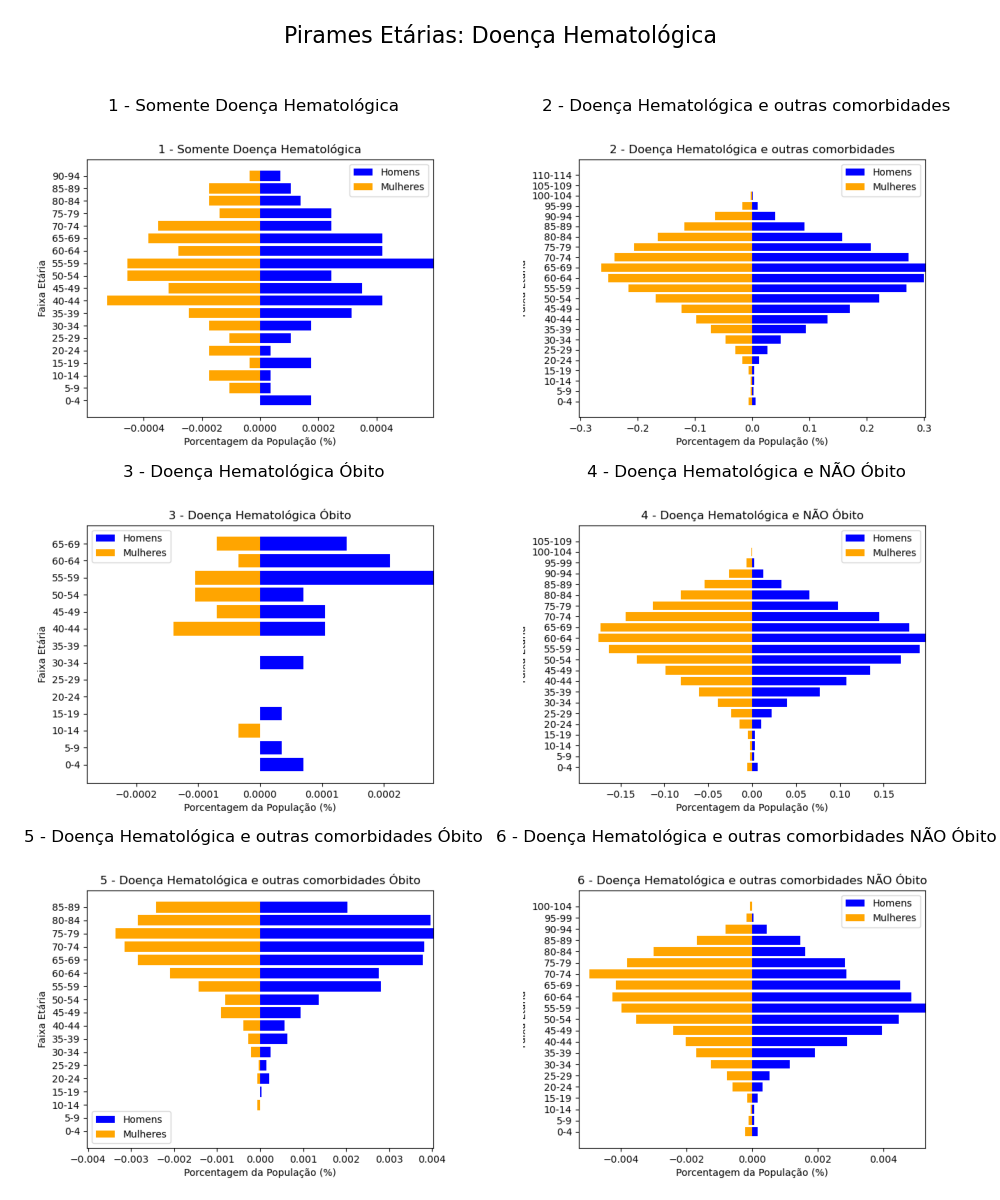 Pirames Etárias: Doença Hematológica
1 - Somente Doença Hematológica
1 - Somente Doença Hematológica
Homens
Mulheres
Faixa Etária
90-94
85-89
80-84
75-79
70-74
65-69
60-64
55-59
50-54
45-49
40-44
35-39
30-34
25-29
20-24
15-19
10-14
5-9
0-4
−0.0004 −0.0002 0.0000 0.0002 0.0004
Porcentagem da População (%)
2 - Doença Hematológica e outras comorbidades
2 - Doença Hematológica e outras comorbidades
Homens
Mulheres
110-114
105-109
100-104
95-99
90-94
85-89
80-84
75-79
70-74
65-69
60-64
55-59
50-54
45-49
40-44
35-39
30-34
25-29
20-24
15-19
10-14
5-9
0-4
−0.3 −0.2 −0.1 0.0 0.1 0.2 0.3
Porcentagem da População (%)
3 - Doença Hematológica Óbito
3 - Doença Hematológica Óbito
Homens
Mulheres
Faixa Etária
65-69
60-64
55-59
50-54
45-49
40-44
35-39
30-34
25-29
20-24
15-19
10-14
5-9
0-4
−0.0002 −0.0001 0.0000 0.0001 0.0002
Porcentagem da População (%)
4 - Doença Hematológica e NÃO Óbito
4 - Doença Hematológica e NÃO Óbito
Homens
Mulheres
105-109
100-104
95-99
90-94
85-89
80-84
75-79
70-74
65-69
60-64
55-59
50-54
45-49
40-44
35-39
30-34
25-29
20-24
15-19
10-14
5-9
0-4
−0.15 −0.10 −0.05 0.00 0.05 0.10 0.15
Porcentagem da População (%)
5 - Doença Hematológica e outras comorbidades Óbito
5 - Doença Hematológica e outras comorbidades Óbito
Faixa Etária
85-89
80-84
75-79
70-74
65-69
60-64
55-59
50-54
45-49
40-44
35-39
30-34
25-29
20-24
15-19
10-14
5-9
0-4
Homens
Mulheres
−0.004 −0.003 −0.002 −0.001 0.000 0.001 0.002 0.003 0.004
Porcentagem da População (%)
6 - Doença Hematológica e outras comorbidades NÃO Óbito
6 - Doença Hematológica e outras comorbidades NÃO Óbito
Homens
Mulheres
100-104
95-99
90-94
85-89
80-84
75-79
70-74
65-69
60-64
55-59
50-54
45-49
40-44
35-39
30-34
25-29
20-24
15-19
10-14
5-9
0-4
−0.004 −0.002 0.000 0.002 0.004
Porcentagem da População (%)